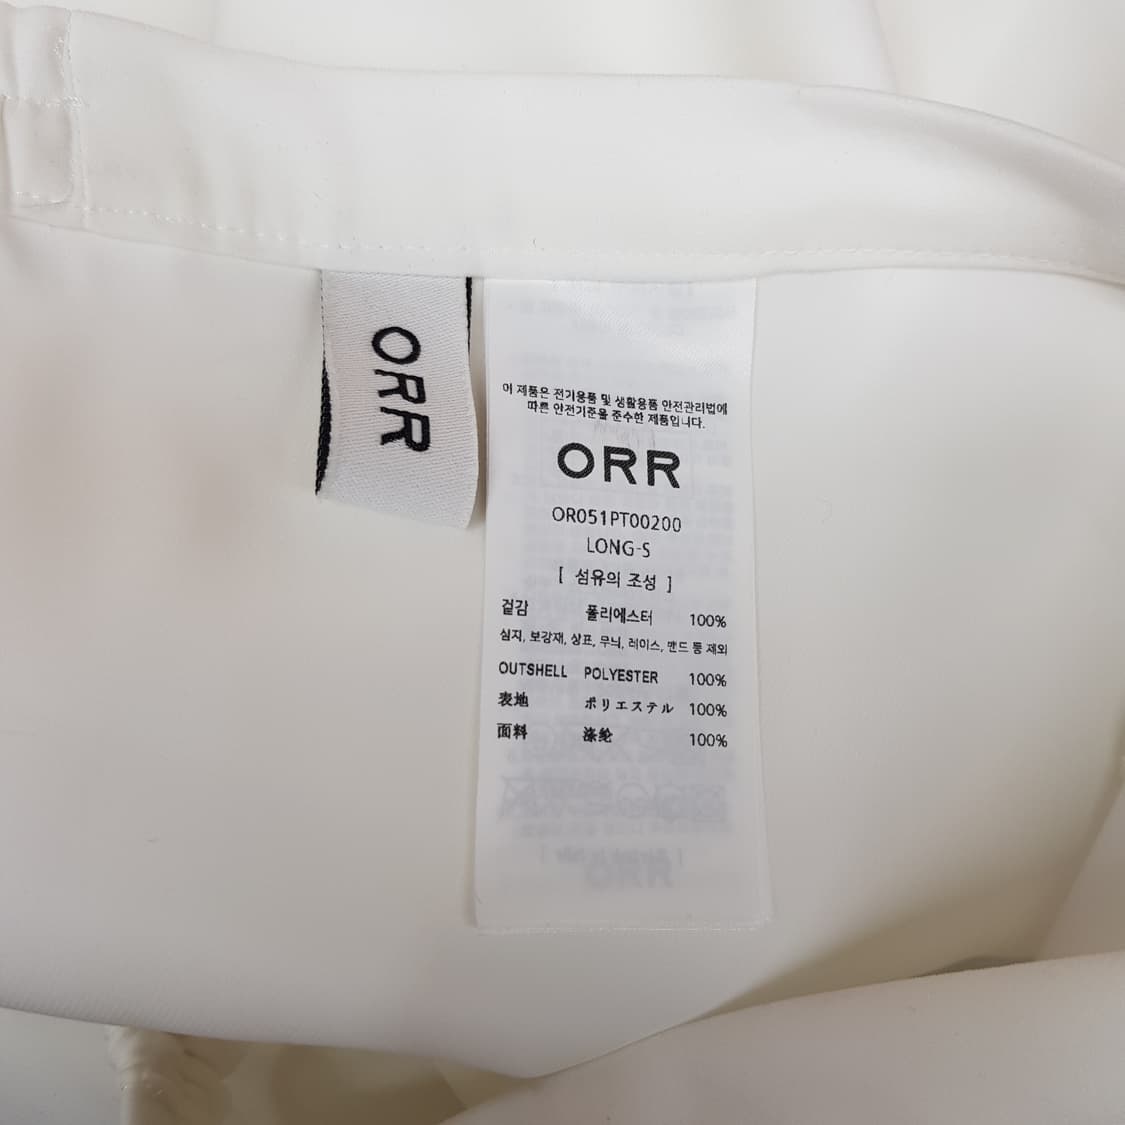 ORR
이 제품은 전기용품 및 생활용품 안전관리법에
따른 안전기준을 준수한 제품입니다.
ORR
OR051PT00200
LONG-S
[ 섬유의 조성 ]
겉감 폴리에스터 100%
심지, 보강재, 상표, 무늬, 레이스, 밴드 등 제외
OUTSHELL POLYESTER 100%
表地 ポリエステル 100%
面料 涤纶 100%